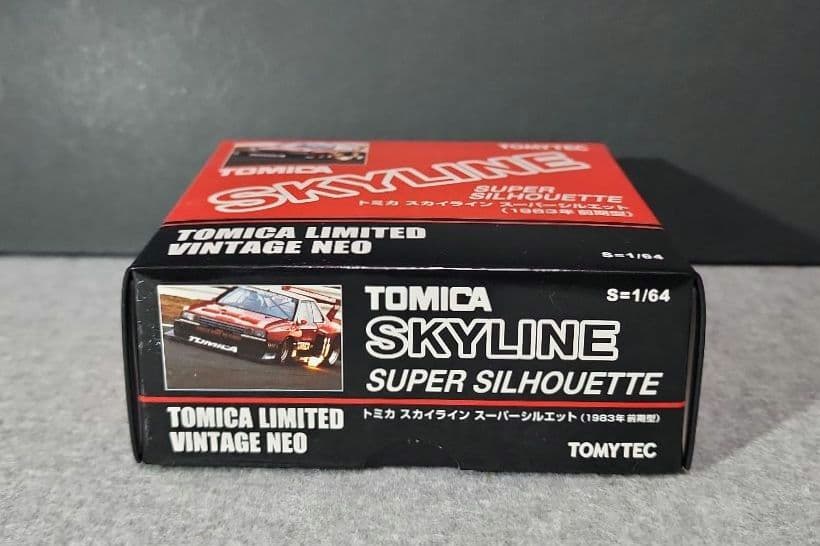 TOMYTEC
TOMICA
SKYLINE
SUPER
SILHOUETTE
トミカ スカイライン スーパーシルエット
(1983年 前期型)
TOMICA LIMITED
VINTAGE NEO
S=1/64
TOMICA
TOMICA
SKYLINE
SUPER SILHOUETTE
S=1/64
TOMICA LIMITED
VINTAGE NEO
トミカ スカイライン スーパーシルエット (1983年 前期型)
TOMYTEC